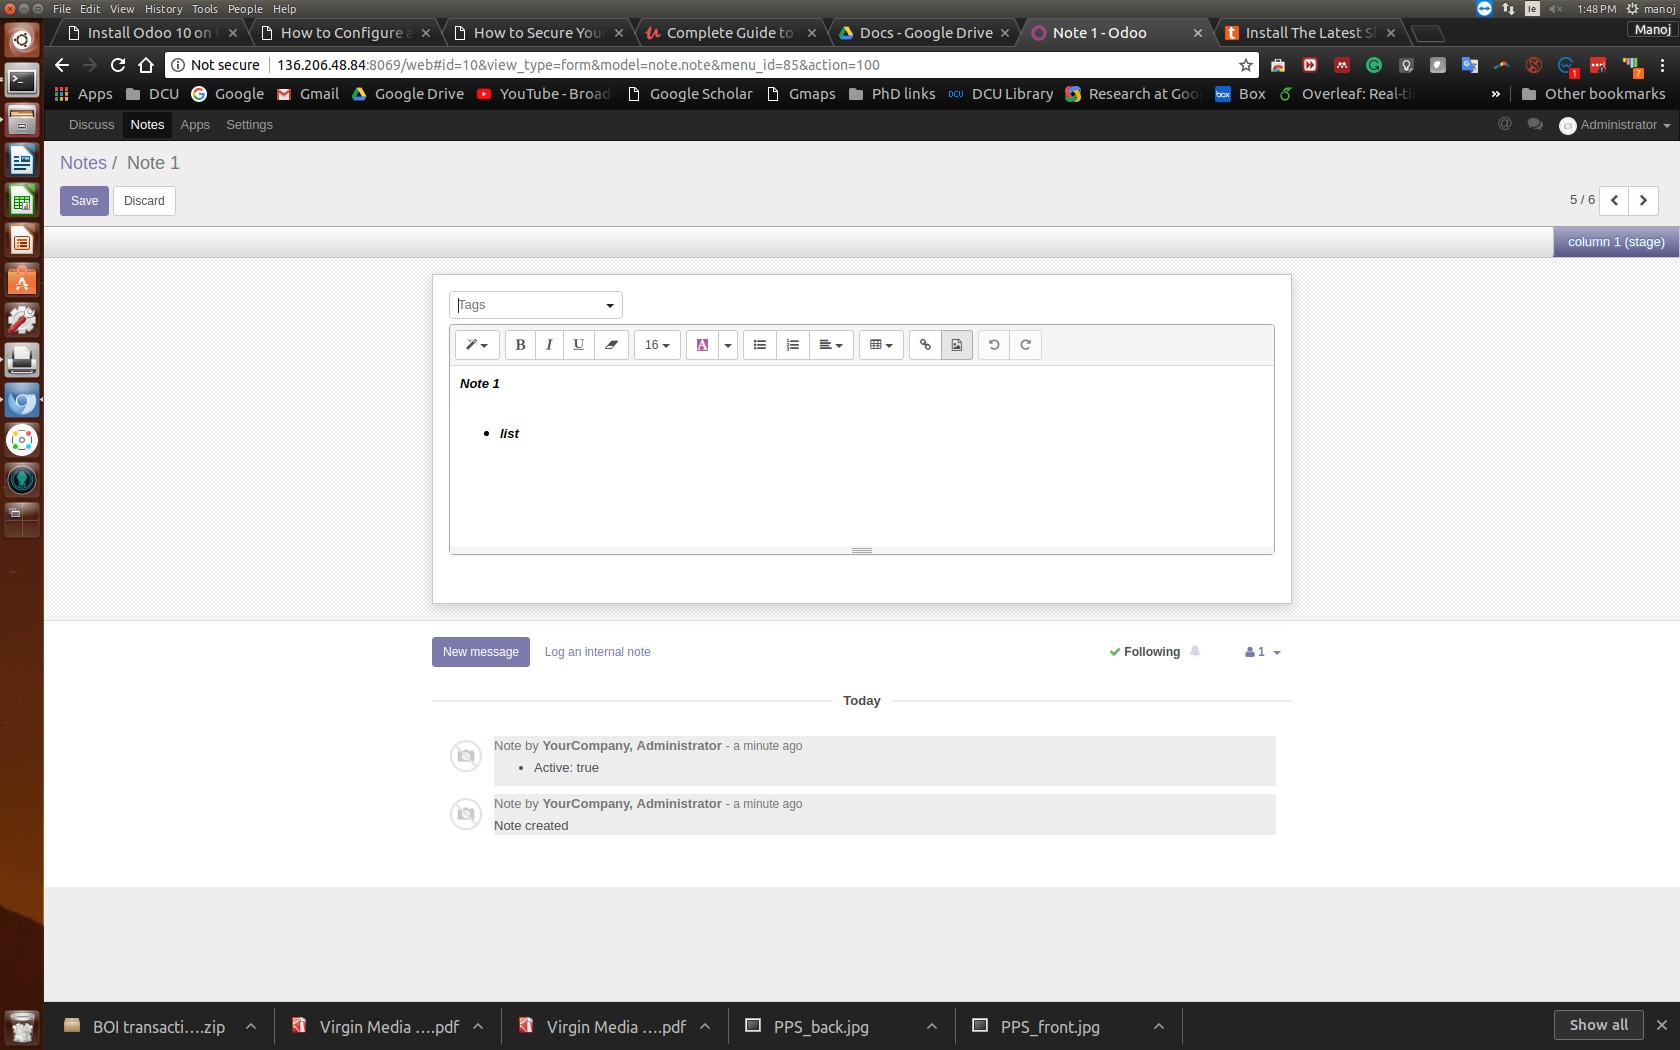 File Edit View History Tools People Help
1:48 PM manoj
Install Odoo 10 on
How to Configure
How to Secure You
Complete Guide to
Docs - Google Drive
Note 1 - Odoo
Install The Latest
Manoj
Not secure 136.206.48.84:8069/web#id=10&view_type=form&model=note.note&menu_id=85&action=100
Apps DCU Google Gmail Google Drive YouTube - Broad Google Scholar Gmaps PhD links DCU Library Research at Goo Box Overleaf: Real-ti » Other bookmarks
Discuss Notes Apps Settings
@ Administrator
Notes / Note 1
Save Discard
5 / 6
column 1 (stage)
Tags
B I U 16 A
Note 1
• list
New message Log an internal note
Following 1
Today
Note by YourCompany, Administrator - a minute ago
• Active: true
Note by YourCompany, Administrator - a minute ago
Note created
BOI transacti....zip
Virgin Media ....pdf
Virgin Media ....pdf
PPS_back.jpg
PPS_front.jpg
Show all